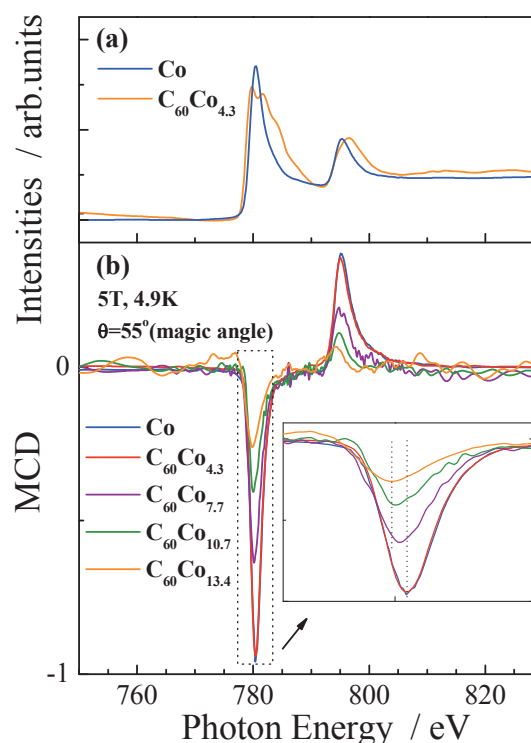 (a)
Co
C₆₀Co₄.₃
Intensities / arb.units
(b)
5T, 4.9K
θ=55°(magic angle)
0
Co
C₆₀Co₄.₃
C₆₀Co₇.₇
C₆₀Co₁₀.₇
C₆₀Co₁₃.₄
MCD
-1
760 780 800 820
Photon Energy / eV